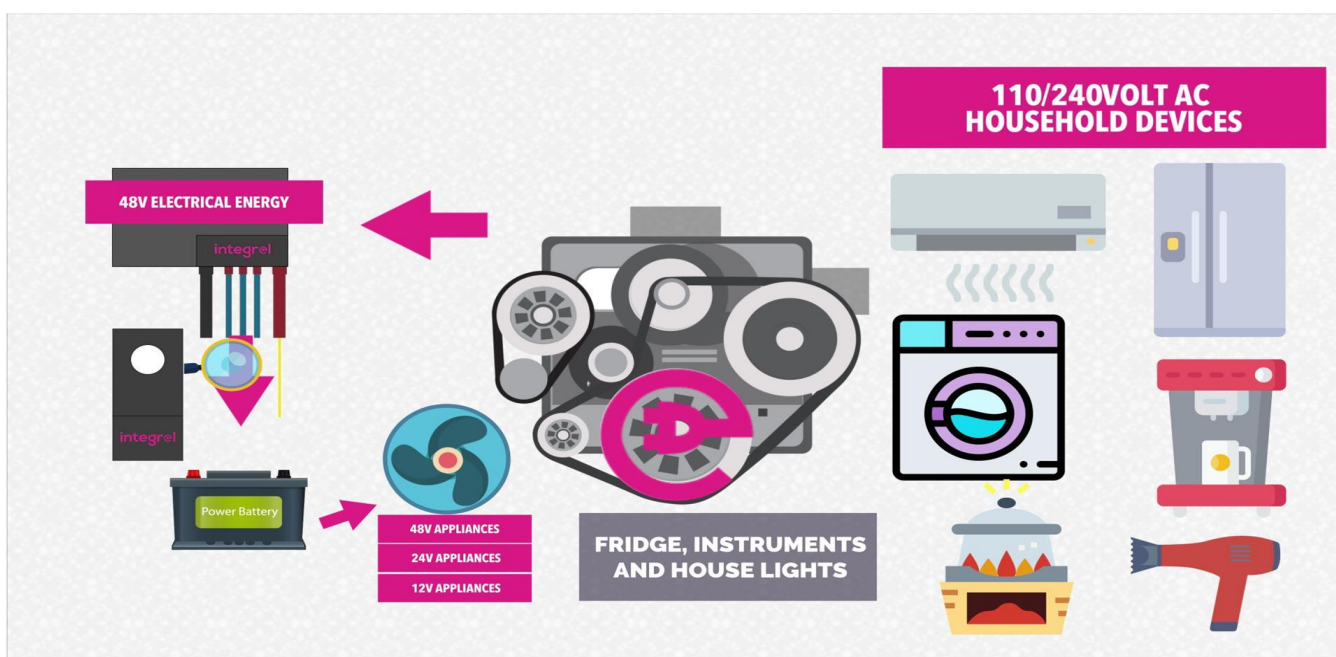 110/240VOLT AC
HOUSEHOLD DEVICES
48V ELECTRICAL ENERGY
integrel
integrel
Power Battery
48V APPLIANCES
24V APPLIANCES
12V APPLIANCES
FRIDGE, INSTRUMENTS
AND HOUSE LIGHTS